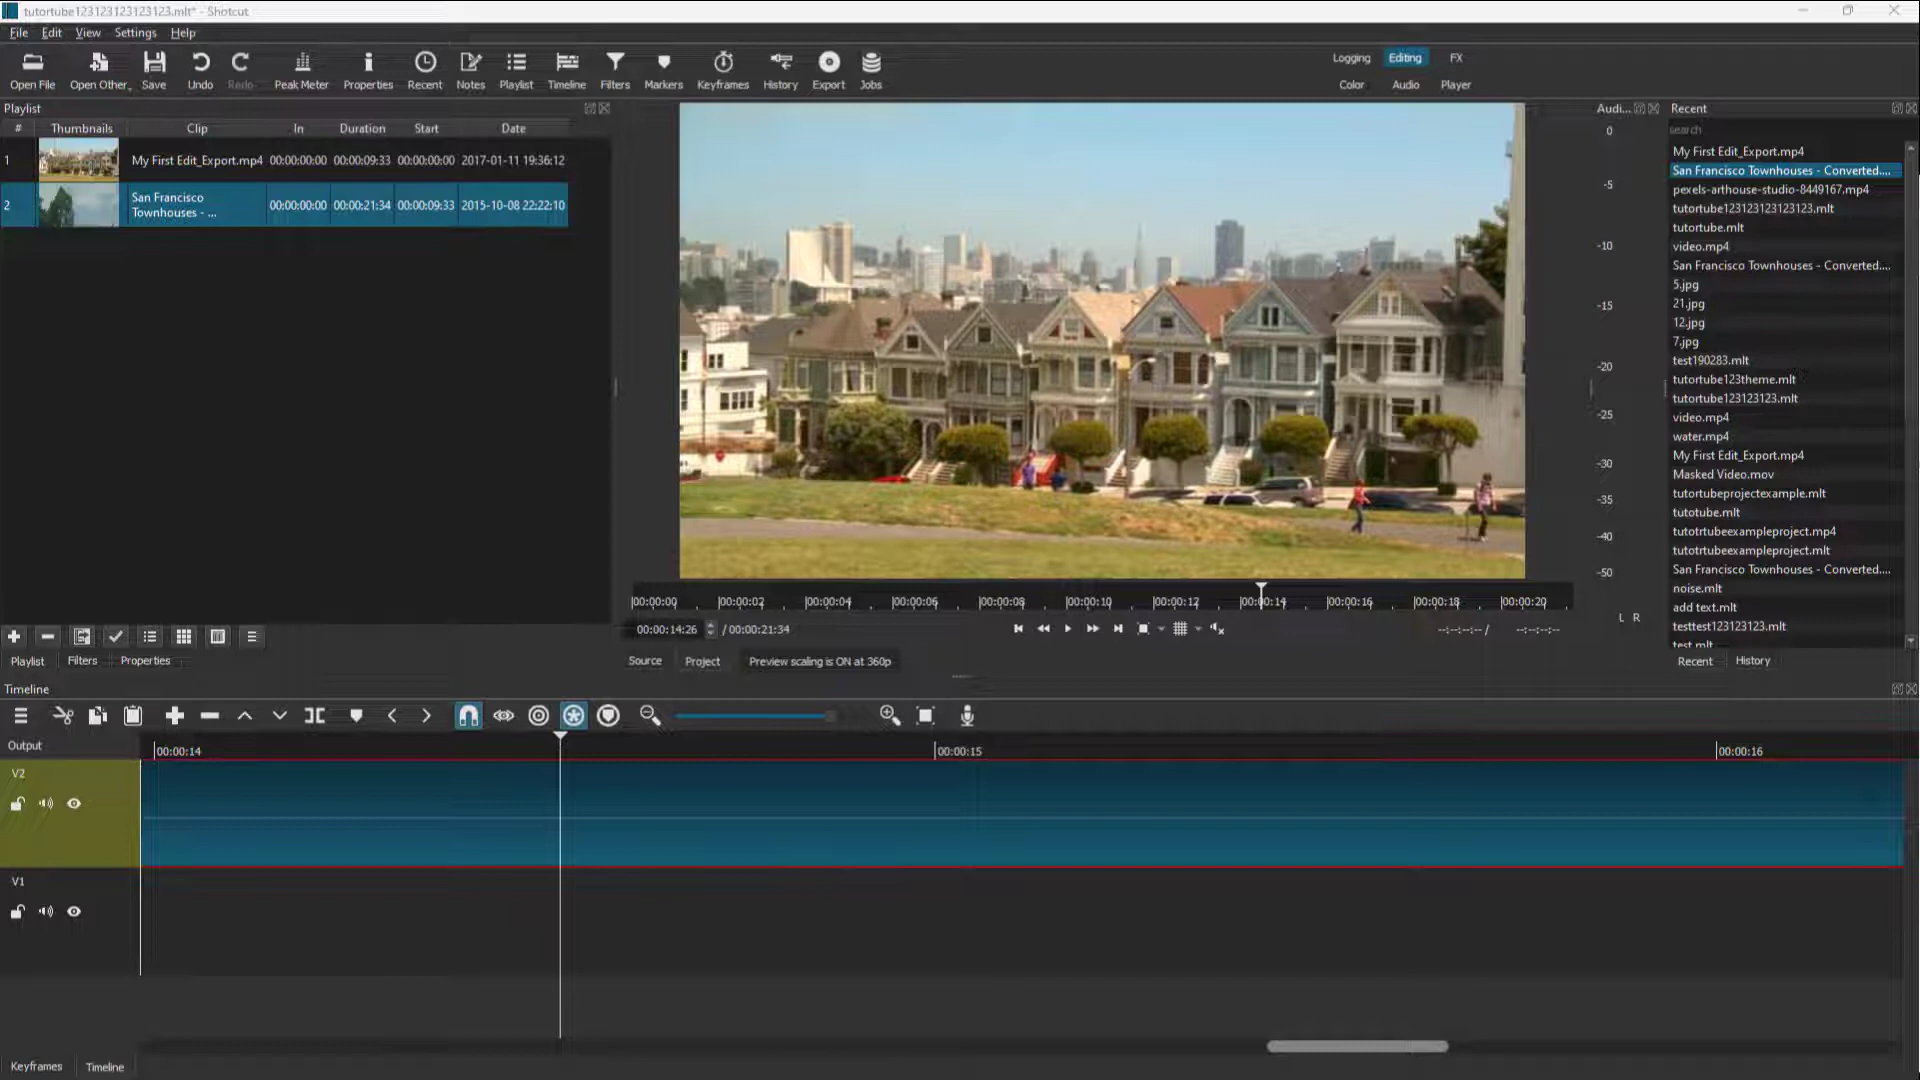 tutortube123123123123123.mlt* - Shotcut
File Edit View Settings Help
Open File Open Other... Save Undo Redo Peak Meter Properties Recent Notes Playlist Timeline Filters Markers Keyframes History Export Jobs
Logging Editing FX
Color Audio Player
Playlist
# Thumbnails Clip In Duration Start Date
1 My First Edit_Export.mp4 00:00:00:00 00:00:09:33 00:00:00:00 2017-01-11 19:36:12
2 San Francisco Townhouses - ... 00:00:00:00 00:00:21:34 00:00:09:33 2015-10-08 22:22:10
Playlist Filters Properties
00:00:00 00:00:02 00:00:04 00:00:06 00:00:08 00:00:10 00:00:12 00:00:14 00:00:16 00:00:18 00:00:20
00:00:14:26 / 00:00:21:34
--:--:--:-- / --:--:--:--
Source Project Preview scaling is ON at 360p
Audi...
0
-5
-10
-15
-20
-25
-30
-35
-40
-50
L R
Recent
search
My First Edit_Export.mp4
San Francisco Townhouses - Converted....
pexels-arthouse-studio-8449167.mp4
tutortube123123123123123.mlt
tutortube.mlt
video.mp4
San Francisco Townhouses - Converted....
5.jpg
21.jpg
12.jpg
7.jpg
test190283.mlt
tutortube123theme.mlt
tutortube123123123.mlt
video.mp4
water.mp4
My First Edit_Export.mp4
Masked Video.mov
tutortubeprojectexample.mlt
tutotube.mlt
tutotrtubeexampleproject.mp4
tutotrtubeexampleproject.mlt
San Francisco Townhouses - Converted....
noise.mlt
add text.mlt
testtest123123123.mlt
test.mlt
Recent History
Timeline
Output
00:00:14 00:00:15 00:00:16
V2
V1
Keyframes Timeline